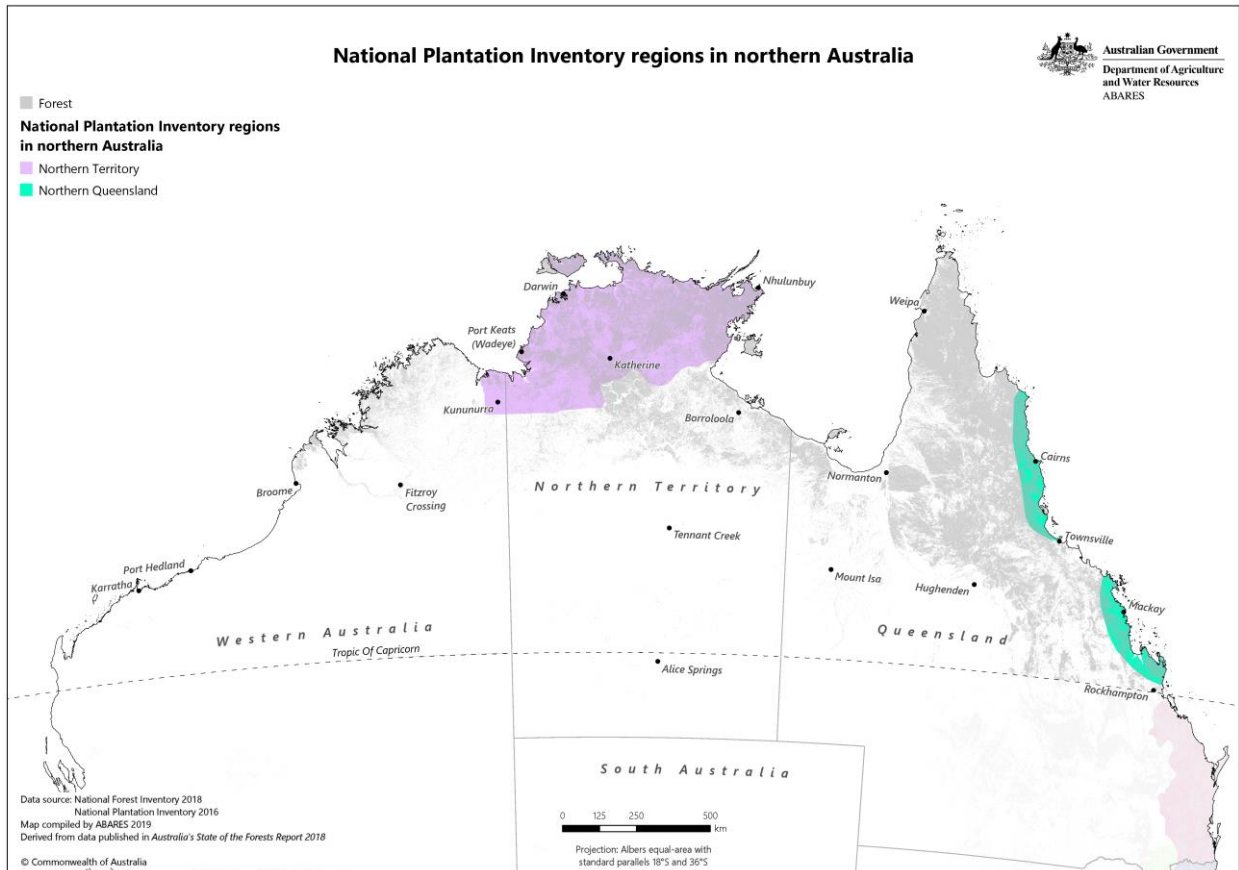 National Plantation Inventory regions in northern Australia
Australian Government
Department of Agriculture
and Water Resources
ABARES
Forest
National Plantation Inventory regions
in northern Australia
Northern Territory
Northern Queensland
Darwin
Nhulunbuy
Weipa
Port Keats
(Wadeye)
Katherine
Kununurra
Borroloola
Cairns
Broome
Fitzroy
Crossing
Northern Territory
Normanton
Tennant Creek
Townsville
Port Hedland
Karratha
Mount Isa
Hughenden
Mackay
Western Australia
Queensland
Tropic Of Capricorn
Alice Springs
Rockhampton
South Australia
Data source: National Forest Inventory 2018
National Plantation Inventory 2016
Map compiled by ABARES 2019
Derived from data published in Australia's State of the Forests Report 2018
© Commonwealth of Australia
0 125 250 500
km
Projection: Albers equal-area with
standard parallels 18°S and 36°S